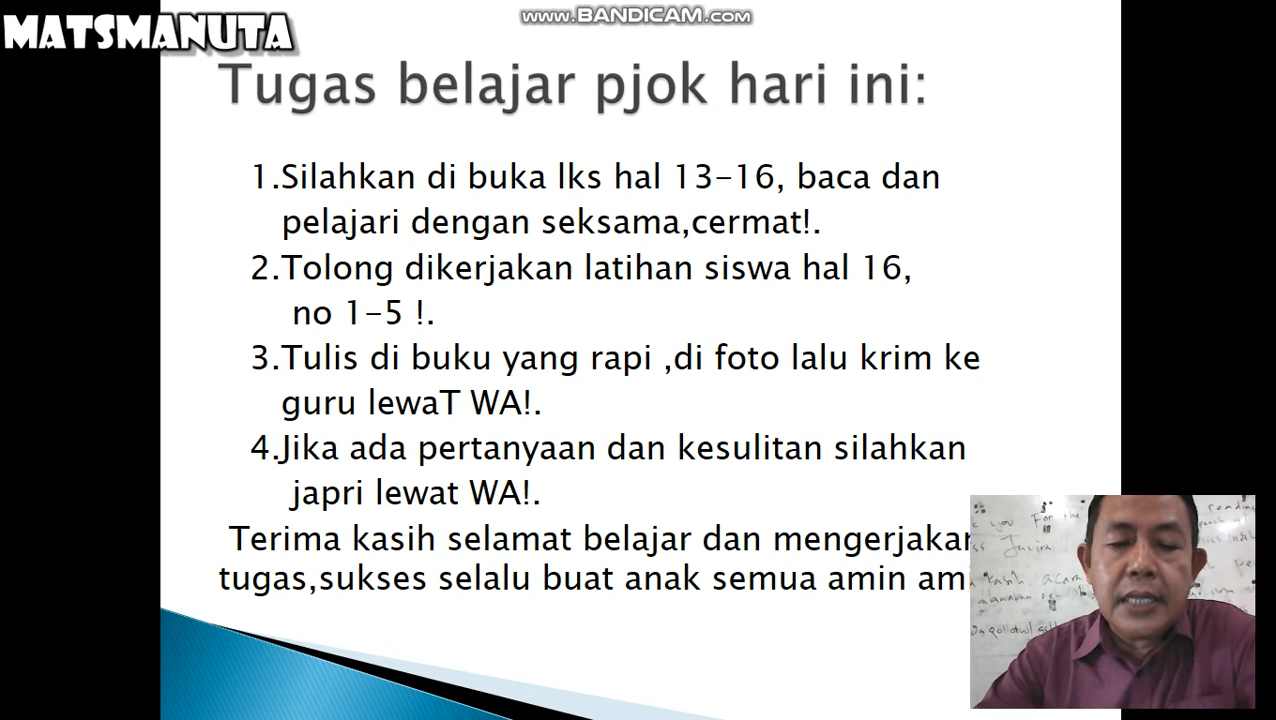 MATSMANUTA
www.BANDICAM.com
Tugas belajar pjok hari ini:
1.Silahkan di buka lks hal 13-16, baca dan
pelajari dengan seksama,cermat!.
2.Tolong dikerjakan latihan siswa hal 16,
no 1-5 !.
3.Tulis di buku yang rapi ,di foto lalu krim ke
guru lewaT WA!.
4.Jika ada pertanyaan dan kesulitan silahkan
japri lewat WA!.
Terima kasih selamat belajar dan mengerjakan
tugas,sukses selalu buat anak semua amin am
you For the